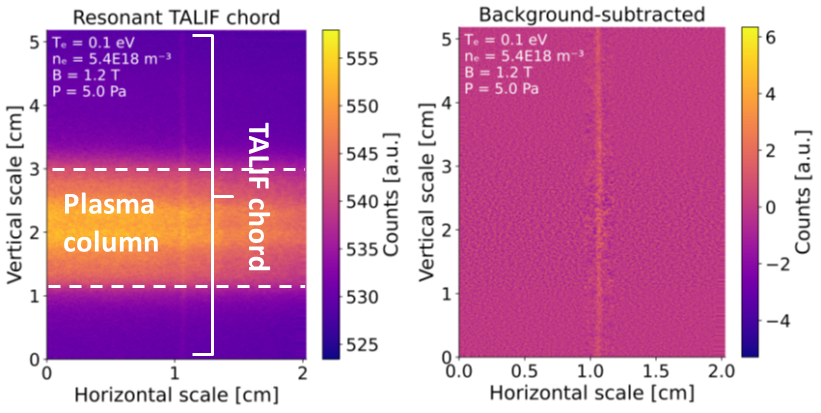 Resonant TALIF chord
Tₑ = 0.1 eV
nₑ = 5.4E18 m⁻³
B = 1.2 T
P = 5.0 Pa
Plasma
column
TALIF chord
Vertical scale [cm]
5
4
3
2
1
0
0
1
2
Horizontal scale [cm]
555
550
545
540
535
530
525
Counts [a.u.]
Background-subtracted
Tₑ = 0.1 eV
nₑ = 5.4E18 m⁻³
B = 1.2 T
P = 5.0 Pa
Vertical scale [cm]
5
4
3
2
1
0
0.0
0.5
1.0
1.5
2.0
Horizontal scale [cm]
6
4
2
0
−2
−4
Counts [a.u.]